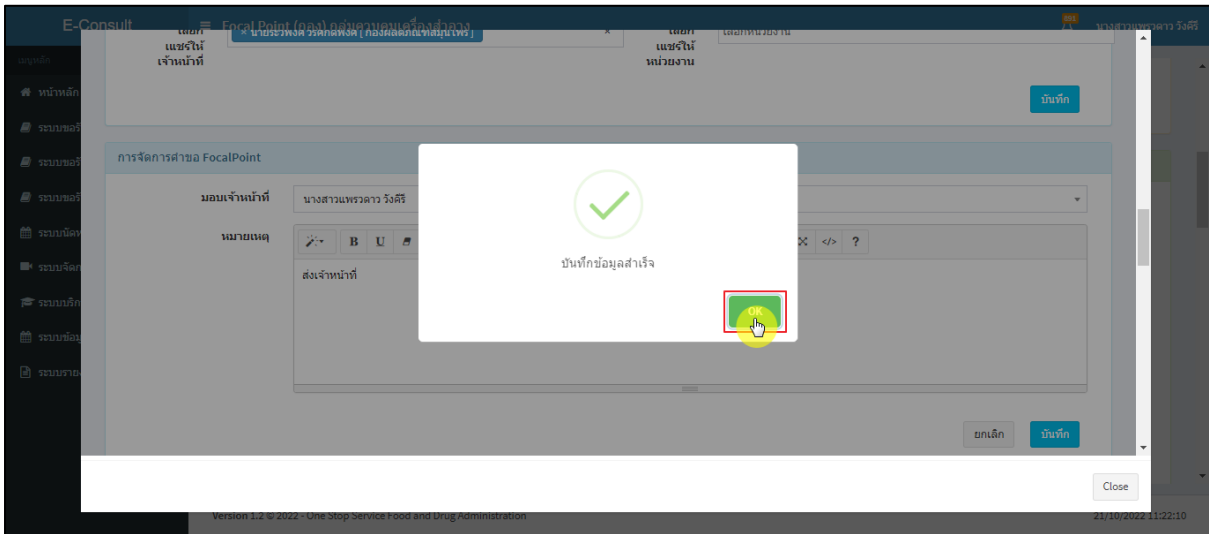 E-Consult
Focal Point (กอง) กลุ่มควบคุมเครื่องสำอาง
นางสาวแพรวดาว วังคีรี
เลือก
แชร์ให้
เจ้าหน้าที่
เลือก
แชร์ให้
หน่วยงาน
เลือกหน่วยงาน
เมนูหลัก
หน้าหลัก
บันทึก
การจัดการคำขอ FocalPoint
มอบเจ้าหน้าที่
นางสาวแพรวดาว วังคีรี
หมายเหตุ
B U
</> ?
ส่งเจ้าหน้าที่
บันทึกข้อมูลสำเร็จ
OK
ยกเลิก
บันทึก
Close
Version 1.2 © 2022 - One Stop Service Food and Drug Administration
21/10/2022 11:22:10